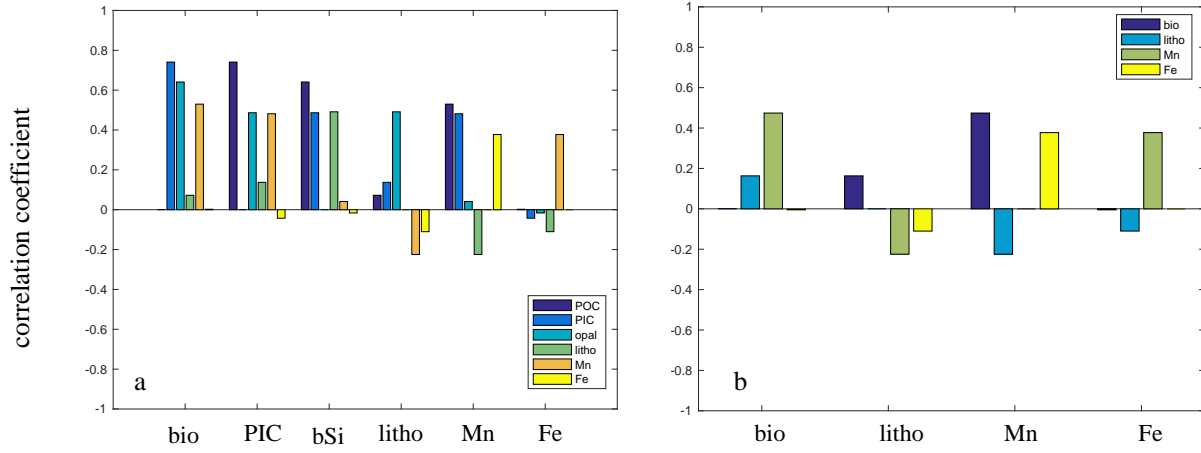 correlation coefficient
1
0.8
0.6
0.4
0.2
0
-0.2
-0.4
-0.6
-0.8
-1
POC
PIC
opal
litho
Mn
Fe
a
bio PIC bSi litho Mn Fe
1
0.8
0.6
0.4
0.2
0
-0.2
-0.4
-0.6
-0.8
-1
bio
litho
Mn
Fe
b
bio litho Mn Fe